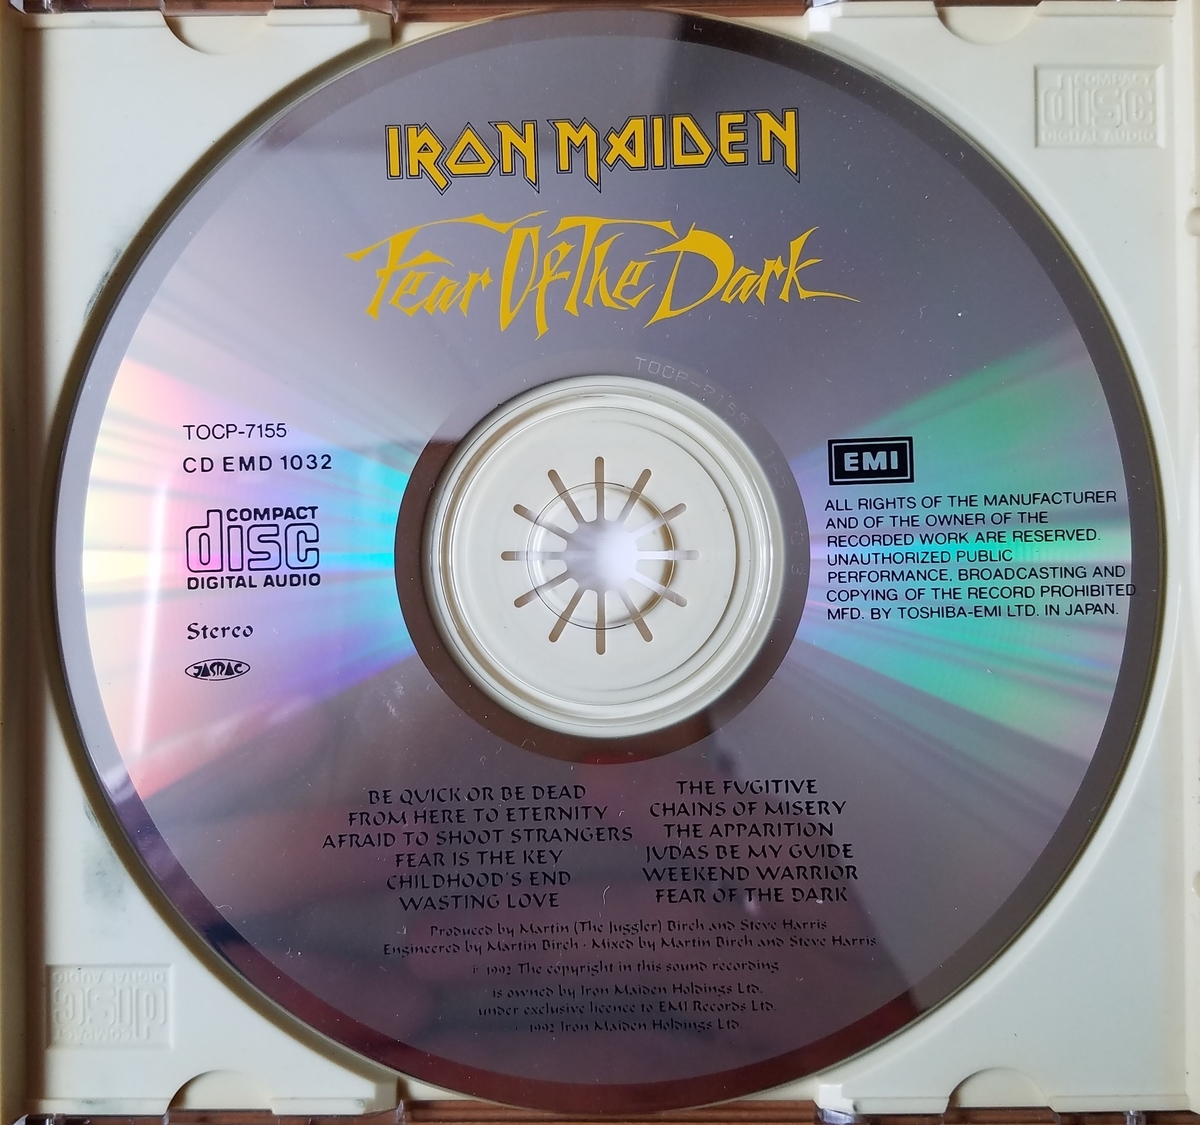 IRON MAIDEN
Fear Of The Dark
COMPACT
disc
DIGITAL AUDIO
TOCP-7155
TOCP-7155
CD EMD 1032
COMPACT
disc
DIGITAL AUDIO
Stereo
JASRAC
EMI
ALL RIGHTS OF THE MANUFACTURER
AND OF THE OWNER OF THE
RECORDED WORK ARE RESERVED.
UNAUTHORIZED PUBLIC
PERFORMANCE, BROADCASTING AND
COPYING OF THE RECORD PROHIBITED
MFD. BY TOSHIBA-EMI LTD. IN JAPAN.
BE QUICK OR BE DEAD
FROM HERE TO ETERNITY
AFRAID TO SHOOT STRANGERS
FEAR IS THE KEY
CHILDHOOD'S END
WASTING LOVE
THE FUGITIVE
CHAINS OF MISERY
THE APPARITION
JUDAS BE MY GUIDE
WEEKEND WARRIOR
FEAR OF THE DARK
Produced by Martin (The Juggler) Birch and Steve Harris
Engineered by Martin Birch · Mixed by Martin Birch and Steve Harris
1992 The copyright in this sound recording
is owned by Iron Maiden Holdings Ltd.
under exclusive licence to EMI Records Ltd.
1992 Iron Maiden Holdings Ltd.
COMPACT
disc
DIGITAL AUDIO